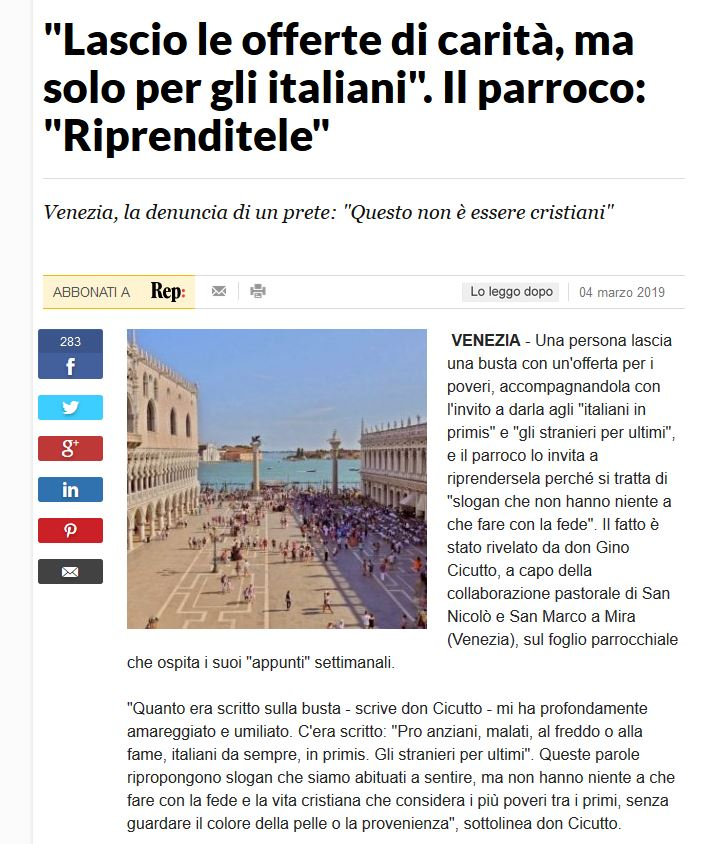 "Lascio le offerte di carità, ma
solo per gli italiani". Il parroco:
"Riprenditele"
Venezia, la denuncia di un prete: "Questo non è essere cristiani"
ABBONATI A Rep:
Lo leggo dopo
04 marzo 2019
283
f
g+
in
VENEZIA - Una persona lascia
una busta con un'offerta per i
poveri, accompagnandola con
l'invito a darla agli "italiani in
primis" e "gli stranieri per ultimi",
e il parroco lo invita a
riprendersela perché si tratta di
"slogan che non hanno niente a
che fare con la fede". Il fatto è
stato rivelato da don Gino
Cicutto, a capo della
collaborazione pastorale di San
Nicolò e San Marco a Mira
(Venezia), sul foglio parrocchiale
che ospita i suoi "appunti" settimanali.
"Quanto era scritto sulla busta - scrive don Cicutto - mi ha profondamente
amareggiato e umiliato. C'era scritto: "Pro anziani, malati, al freddo o alla
fame, italiani da sempre, in primis. Gli stranieri per ultimi". Queste parole
ripropongono slogan che siamo abituati a sentire, ma non hanno niente a che
fare con la fede e la vita cristiana che considera i più poveri tra i primi, senza
guardare il colore della pelle o la provenienza", sottolinea don Cicutto.